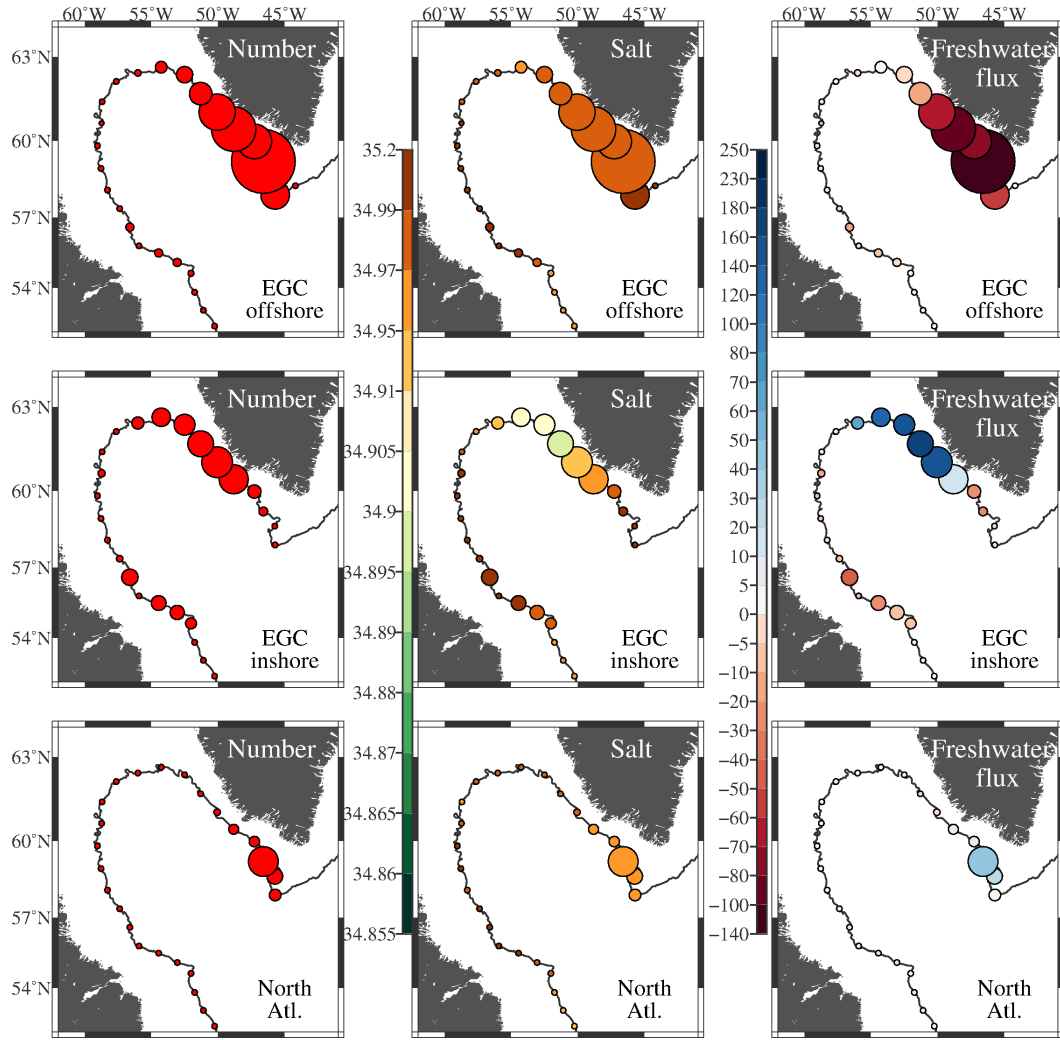 60°W 55°W 50°W 45°W
60°W 55°W 50°W 45°W
60°W 55°W 50°W 45°W
63°N
60°N
57°N
54°N
Number
EGC
offshore
Salt
EGC
offshore
Freshwater
flux
EGC
offshore
35.2
34.99
34.97
34.95
34.91
34.905
34.9
34.895
34.89
34.88
34.87
34.865
34.86
34.855
250
230
180
160
140
120
100
80
70
60
50
40
30
20
10
5
0
−5
−10
−20
−30
−40
−50
−60
−70
−80
−100
−140
63°N
60°N
57°N
54°N
Number
EGC
inshore
Salt
EGC
inshore
Freshwater
flux
EGC
inshore
63°N
60°N
57°N
54°N
Number
North
Atl.
Salt
North
Atl.
Freshwater
flux
North
Atl.